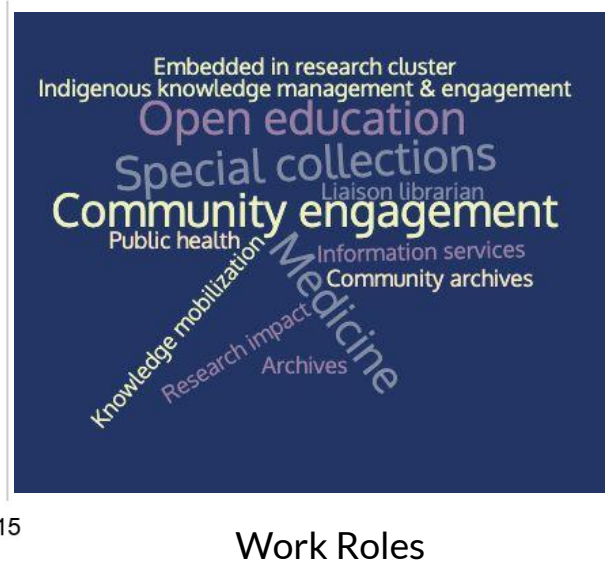 Embedded in research cluster
Indigenous knowledge management & engagement
Open education
Special collections
Liaison librarian
Community engagement
Public health
Information services
Knowledge mobilization
Medicine
Community archives
Research impact
Archives
15
Work Roles